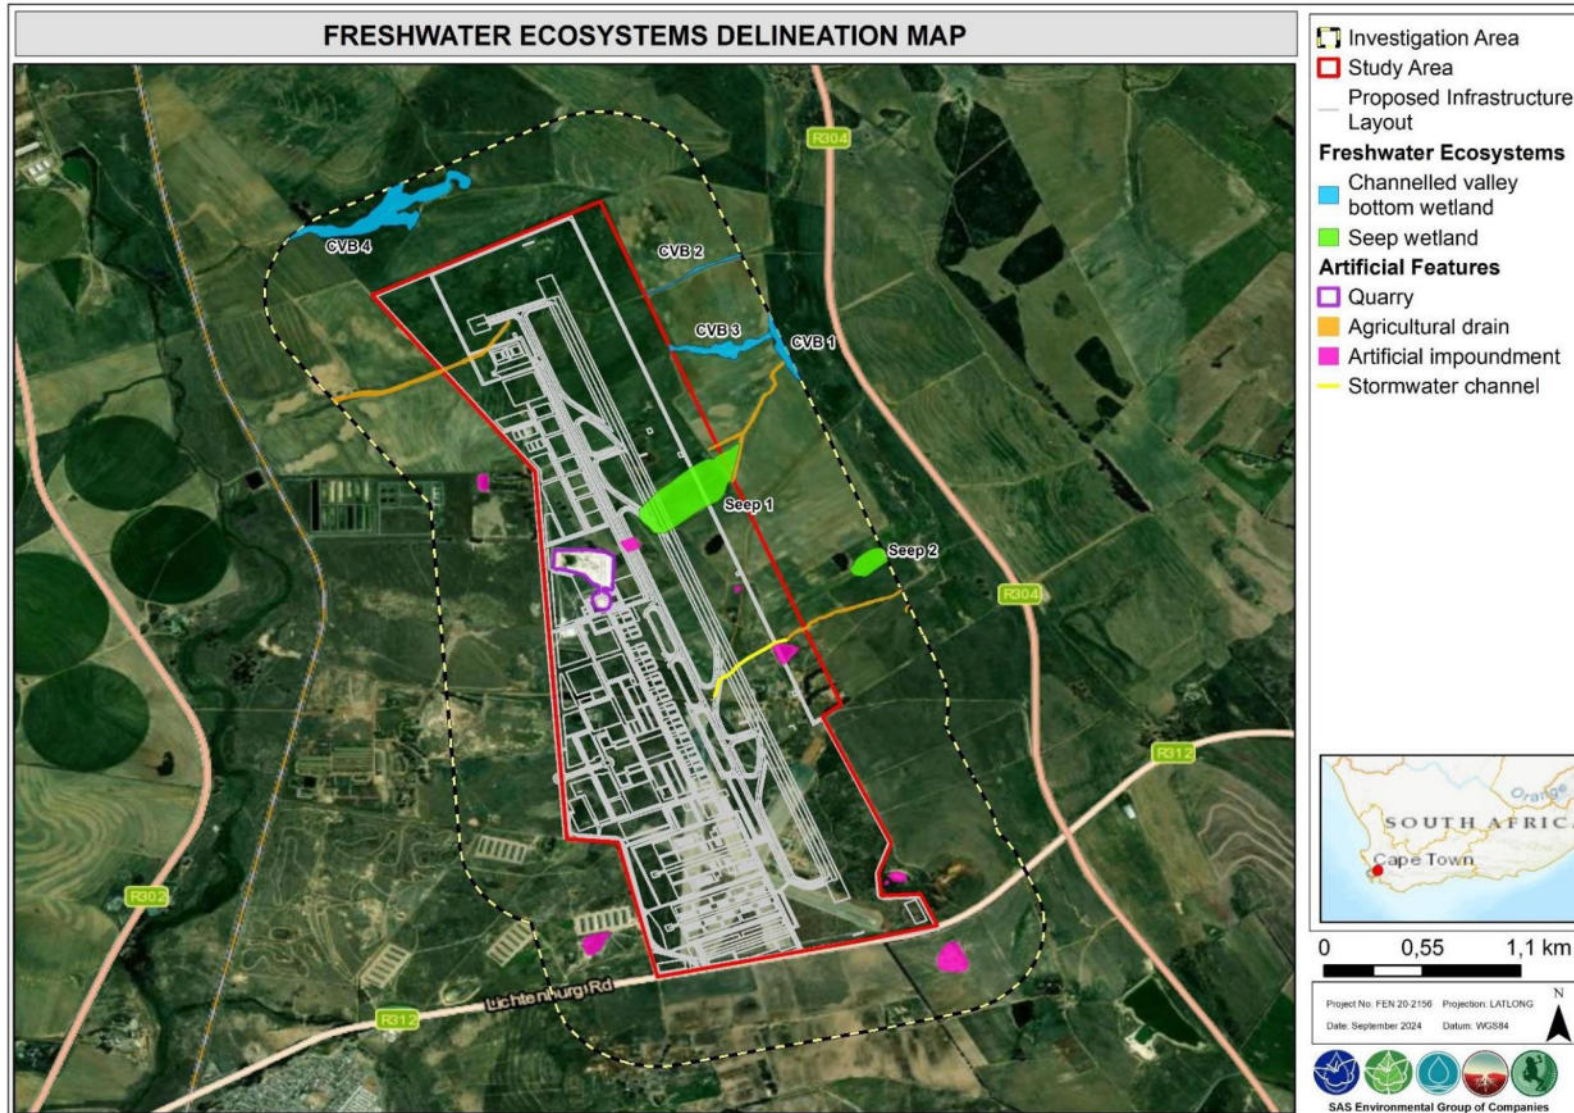 FRESHWATER ECOSYSTEMS DELINEATION MAP
R304
CVB 4
CVB 2
CVB 3
CVB 1
Seep 1
Seep 2
R304
R312
R302
Lichtenburg Rd
R312
Investigation Area
Study Area
Proposed Infrastructure
Layout
Freshwater Ecosystems
Channelled valley
bottom wetland
Seep wetland
Artificial Features
Quarry
Agricultural drain
Artificial impoundment
Stormwater channel
Orange
SOUTH AFRICA
Cape Town
0 0,55 1,1 km
Project No: FEN 20-2156 Projection: LATLONG
Date: September 2024 Datum: WGS84
N
SAS Environmental Group of Companies